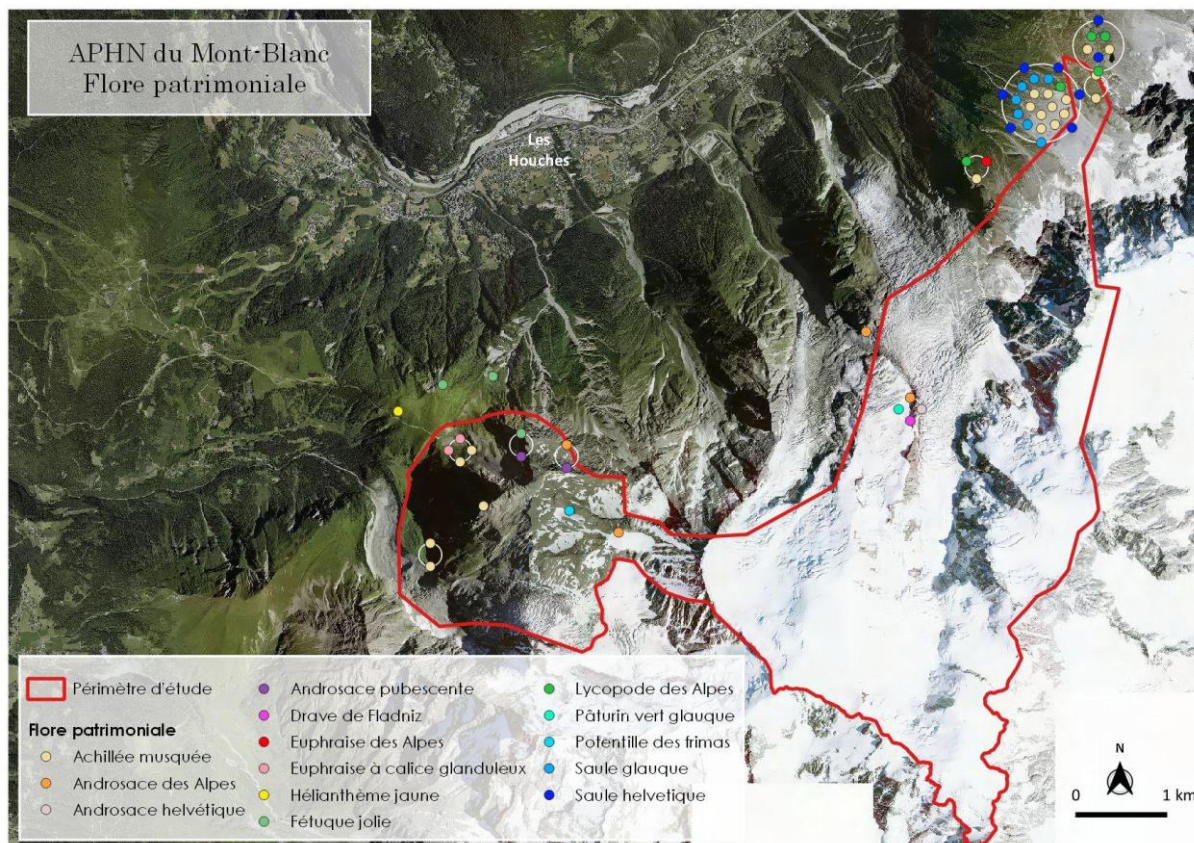 APHN du Mont-Blanc
Flore patrimoniale
Les
Houches
Périmètre d'étude
Flore patrimoniale
Achillée musquée
Androsace des Alpes
Androsace helvétique
Androsace pubescente
Drave de Fladniz
Euphraise des Alpes
Euphraise à calice glanduleux
Hélianthème jaune
Fétuque jolie
Lycopode des Alpes
Pâturin vert glauque
Potentille des frimas
Saule glauque
Saule helvetique
N
0 1 km